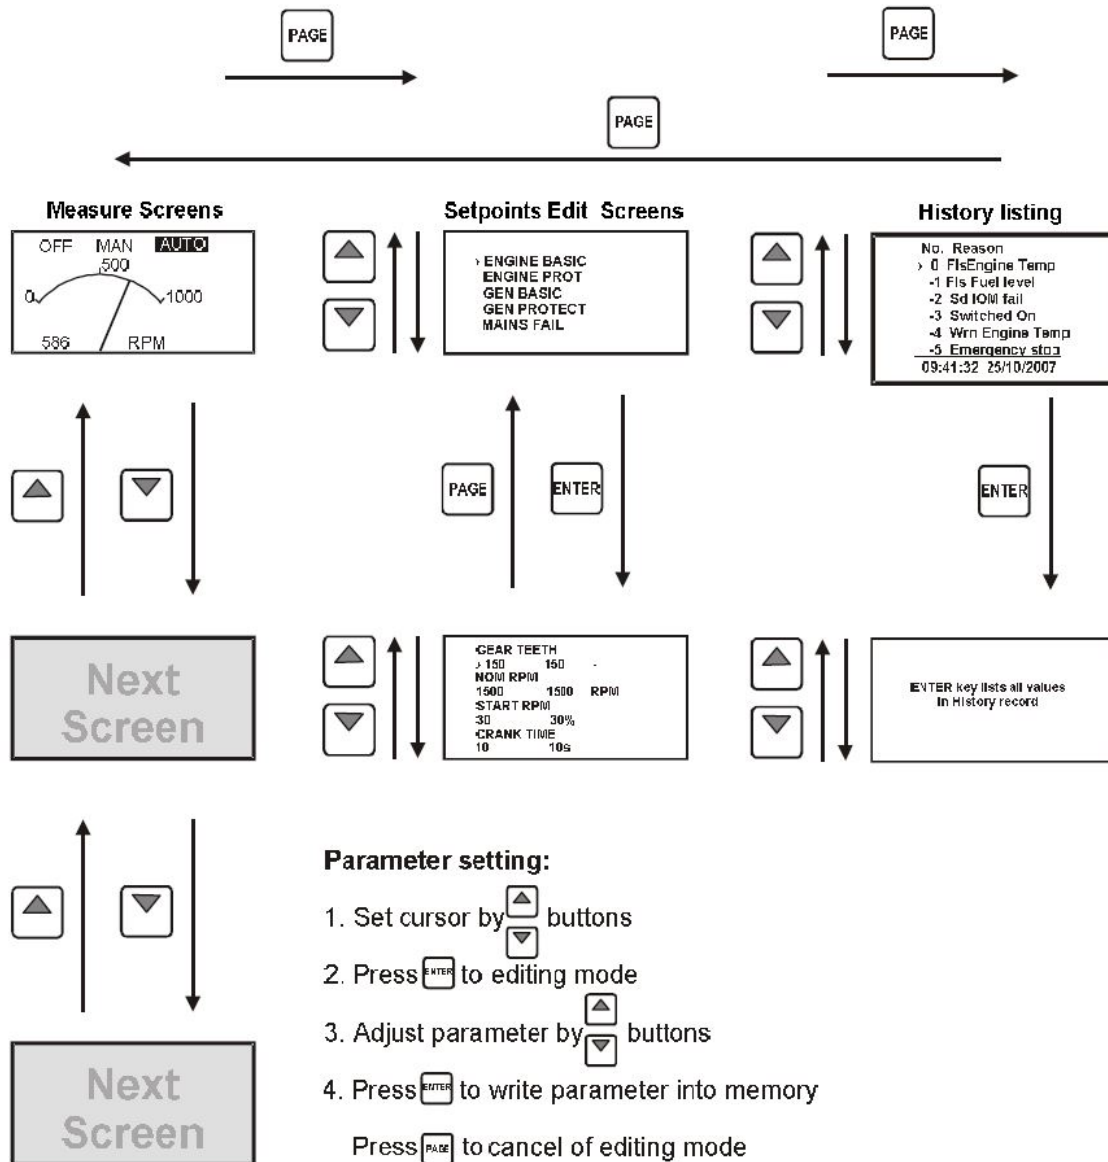 PAGE
PAGE
PAGE
Measure Screens
OFF MAN AUTO
500
0 1000
586 RPM
Setpoints Edit Screens
› ENGINE BASIC
ENGINE PROT
GEN BASIC
GEN PROTECT
MAINS FAIL
History listing
No. Reason
› 0 FlsEngine Temp
-1 Fls Fuel level
-2 Sd IOM fail
-3 Switched On
-4 Wrn Engine Temp
-5 Emergency stop
09:41:32 25/10/2007
PAGE
ENTER
ENTER
Next
Screen
GEAR TEETH
› 150 150 -
NOM RPM
1500 1500 RPM
START RPM
30 30%
CRANK TIME
10 10s
ENTER key lists all values
in History record
Next
Screen
Parameter setting:
1. Set cursor by buttons
2. Press ENTER to editing mode
3. Adjust parameter by buttons
4. Press ENTER to write parameter into memory
Press PAGE to cancel of editing mode